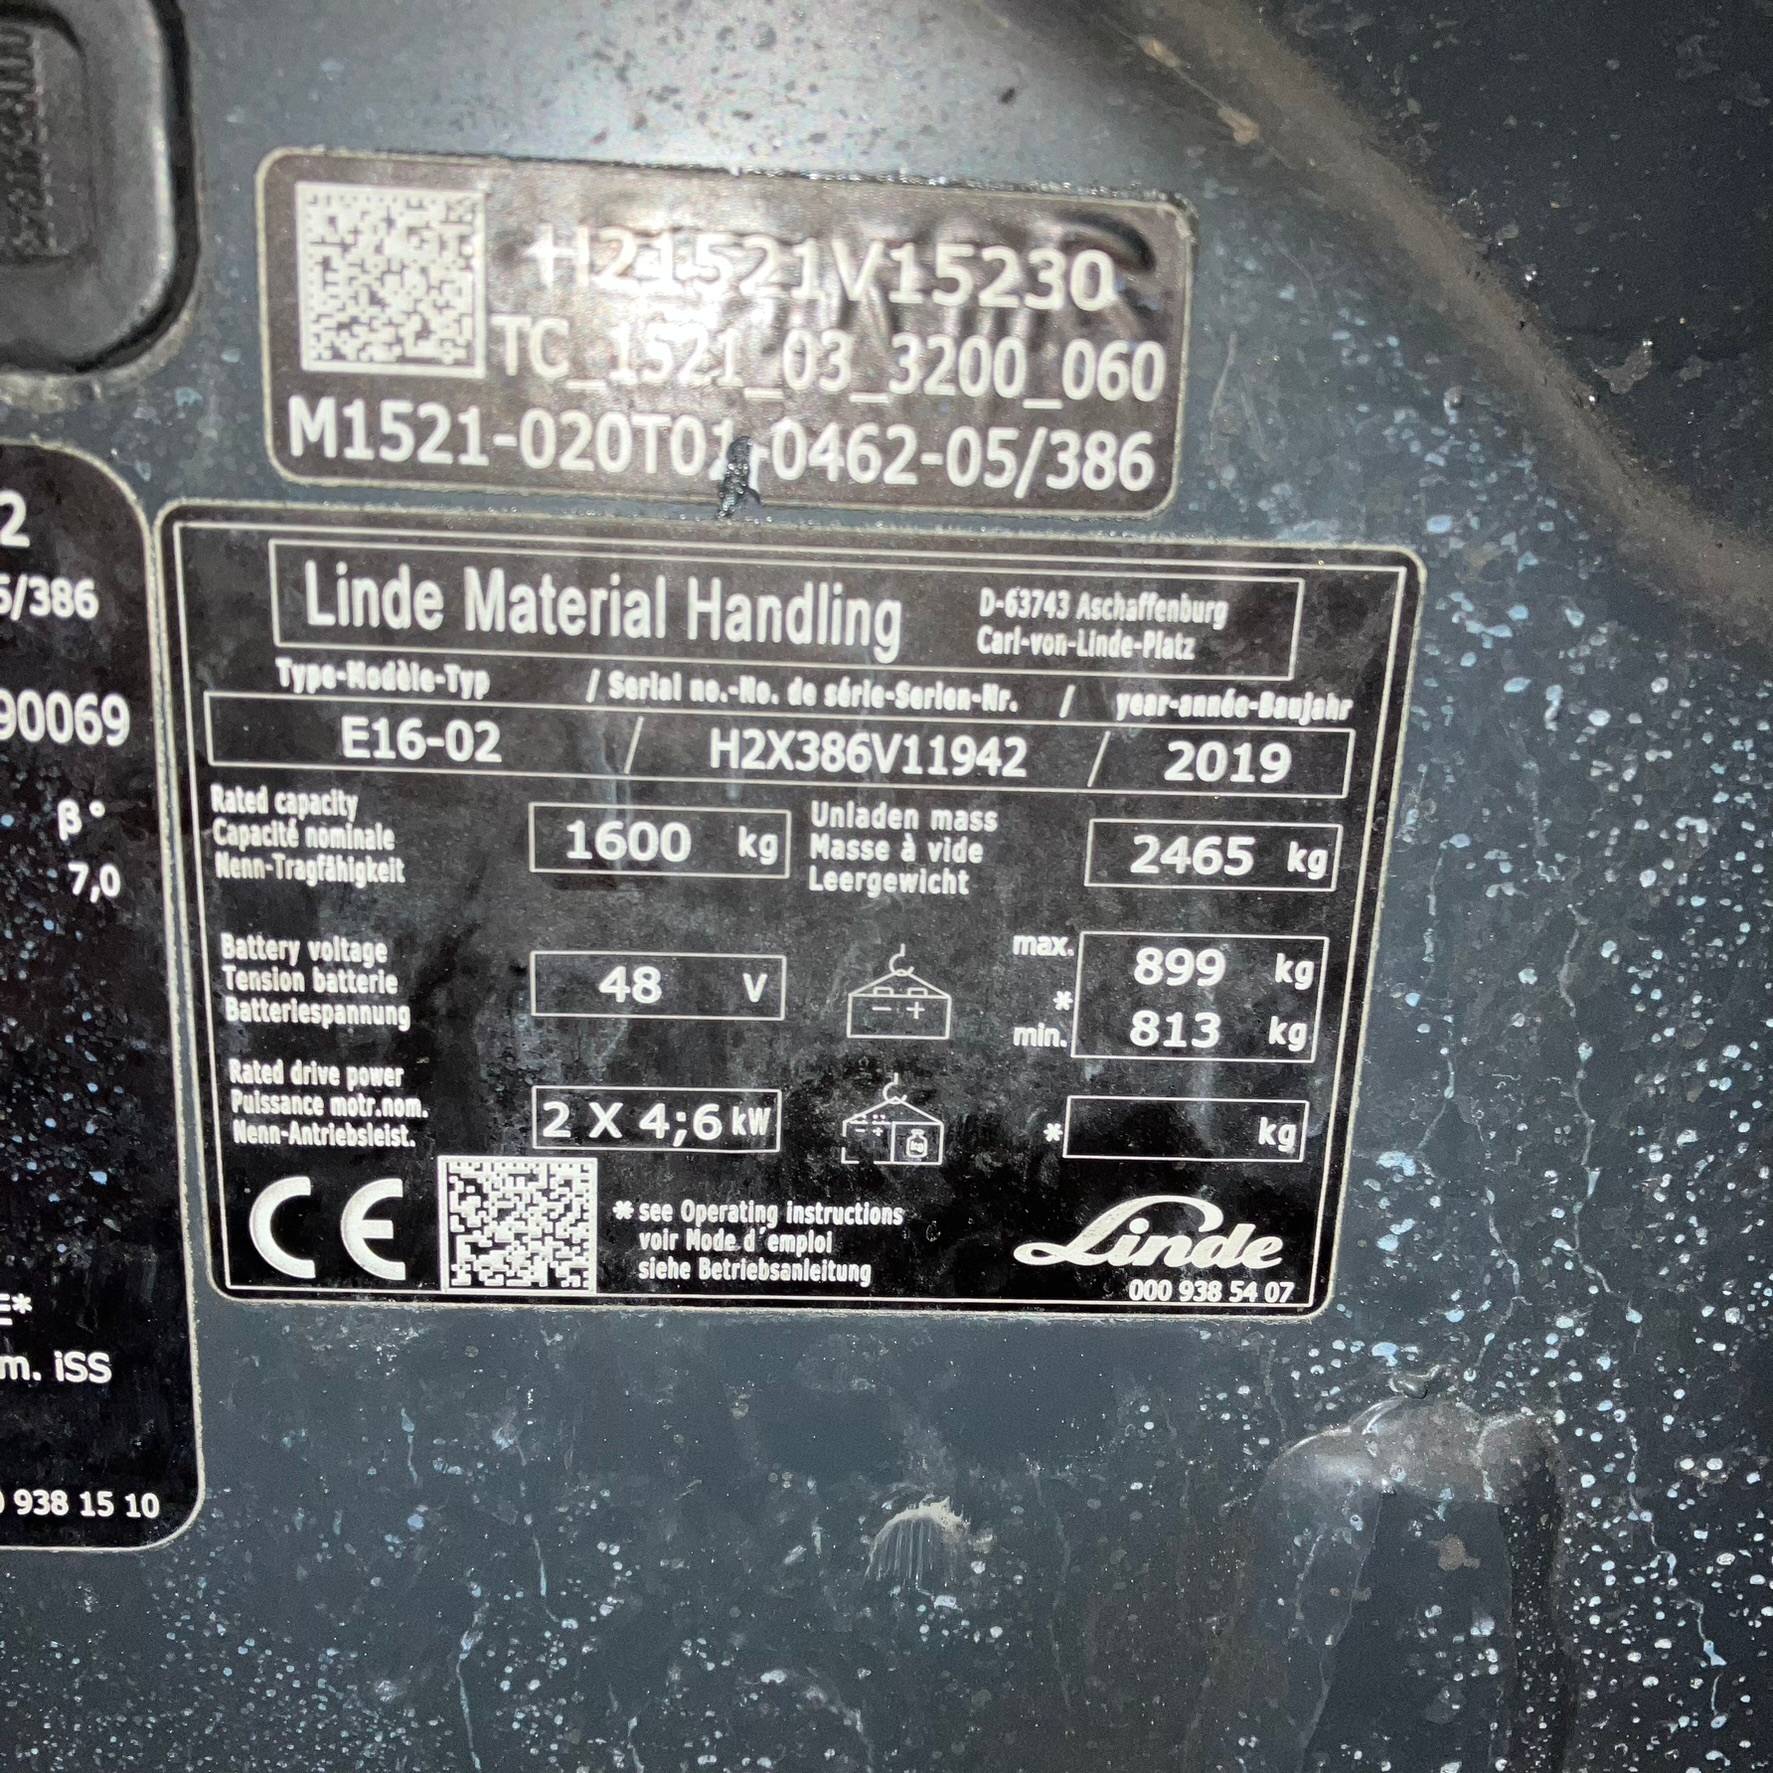 H21521V15230
TC_1521_03_3200_060
M1521-020T01-0462-05/386
2
5/386
90069
β°
7,0
E*
m. iSS
938 15 10
Linde Material Handling
D-63743 Aschaffenburg
Carl-von-Linde-Platz
Type-Modèle-Typ / Serial no.-No. de série-Serien-Nr. / year-année-Baujahr
E16-02 / H2X386V11942 / 2019
Rated capacity
Capacité nominale
Nenn-Tragfähigkeit
1600 kg
Unladen mass
Masse à vide
Leergewicht
2465 kg
Battery voltage
Tension batterie
Batteriespannung
48 V
- +
max. 899 kg
*
min. 813 kg
Rated drive power
Puissance motr.nom.
Nenn-Antriebsleist.
2 X 4;6 kW
- +
kg
* kg
CE
* see Operating instructions
voir Mode d'emploi
siehe Betriebsanleitung
Linde
000 938 54 07